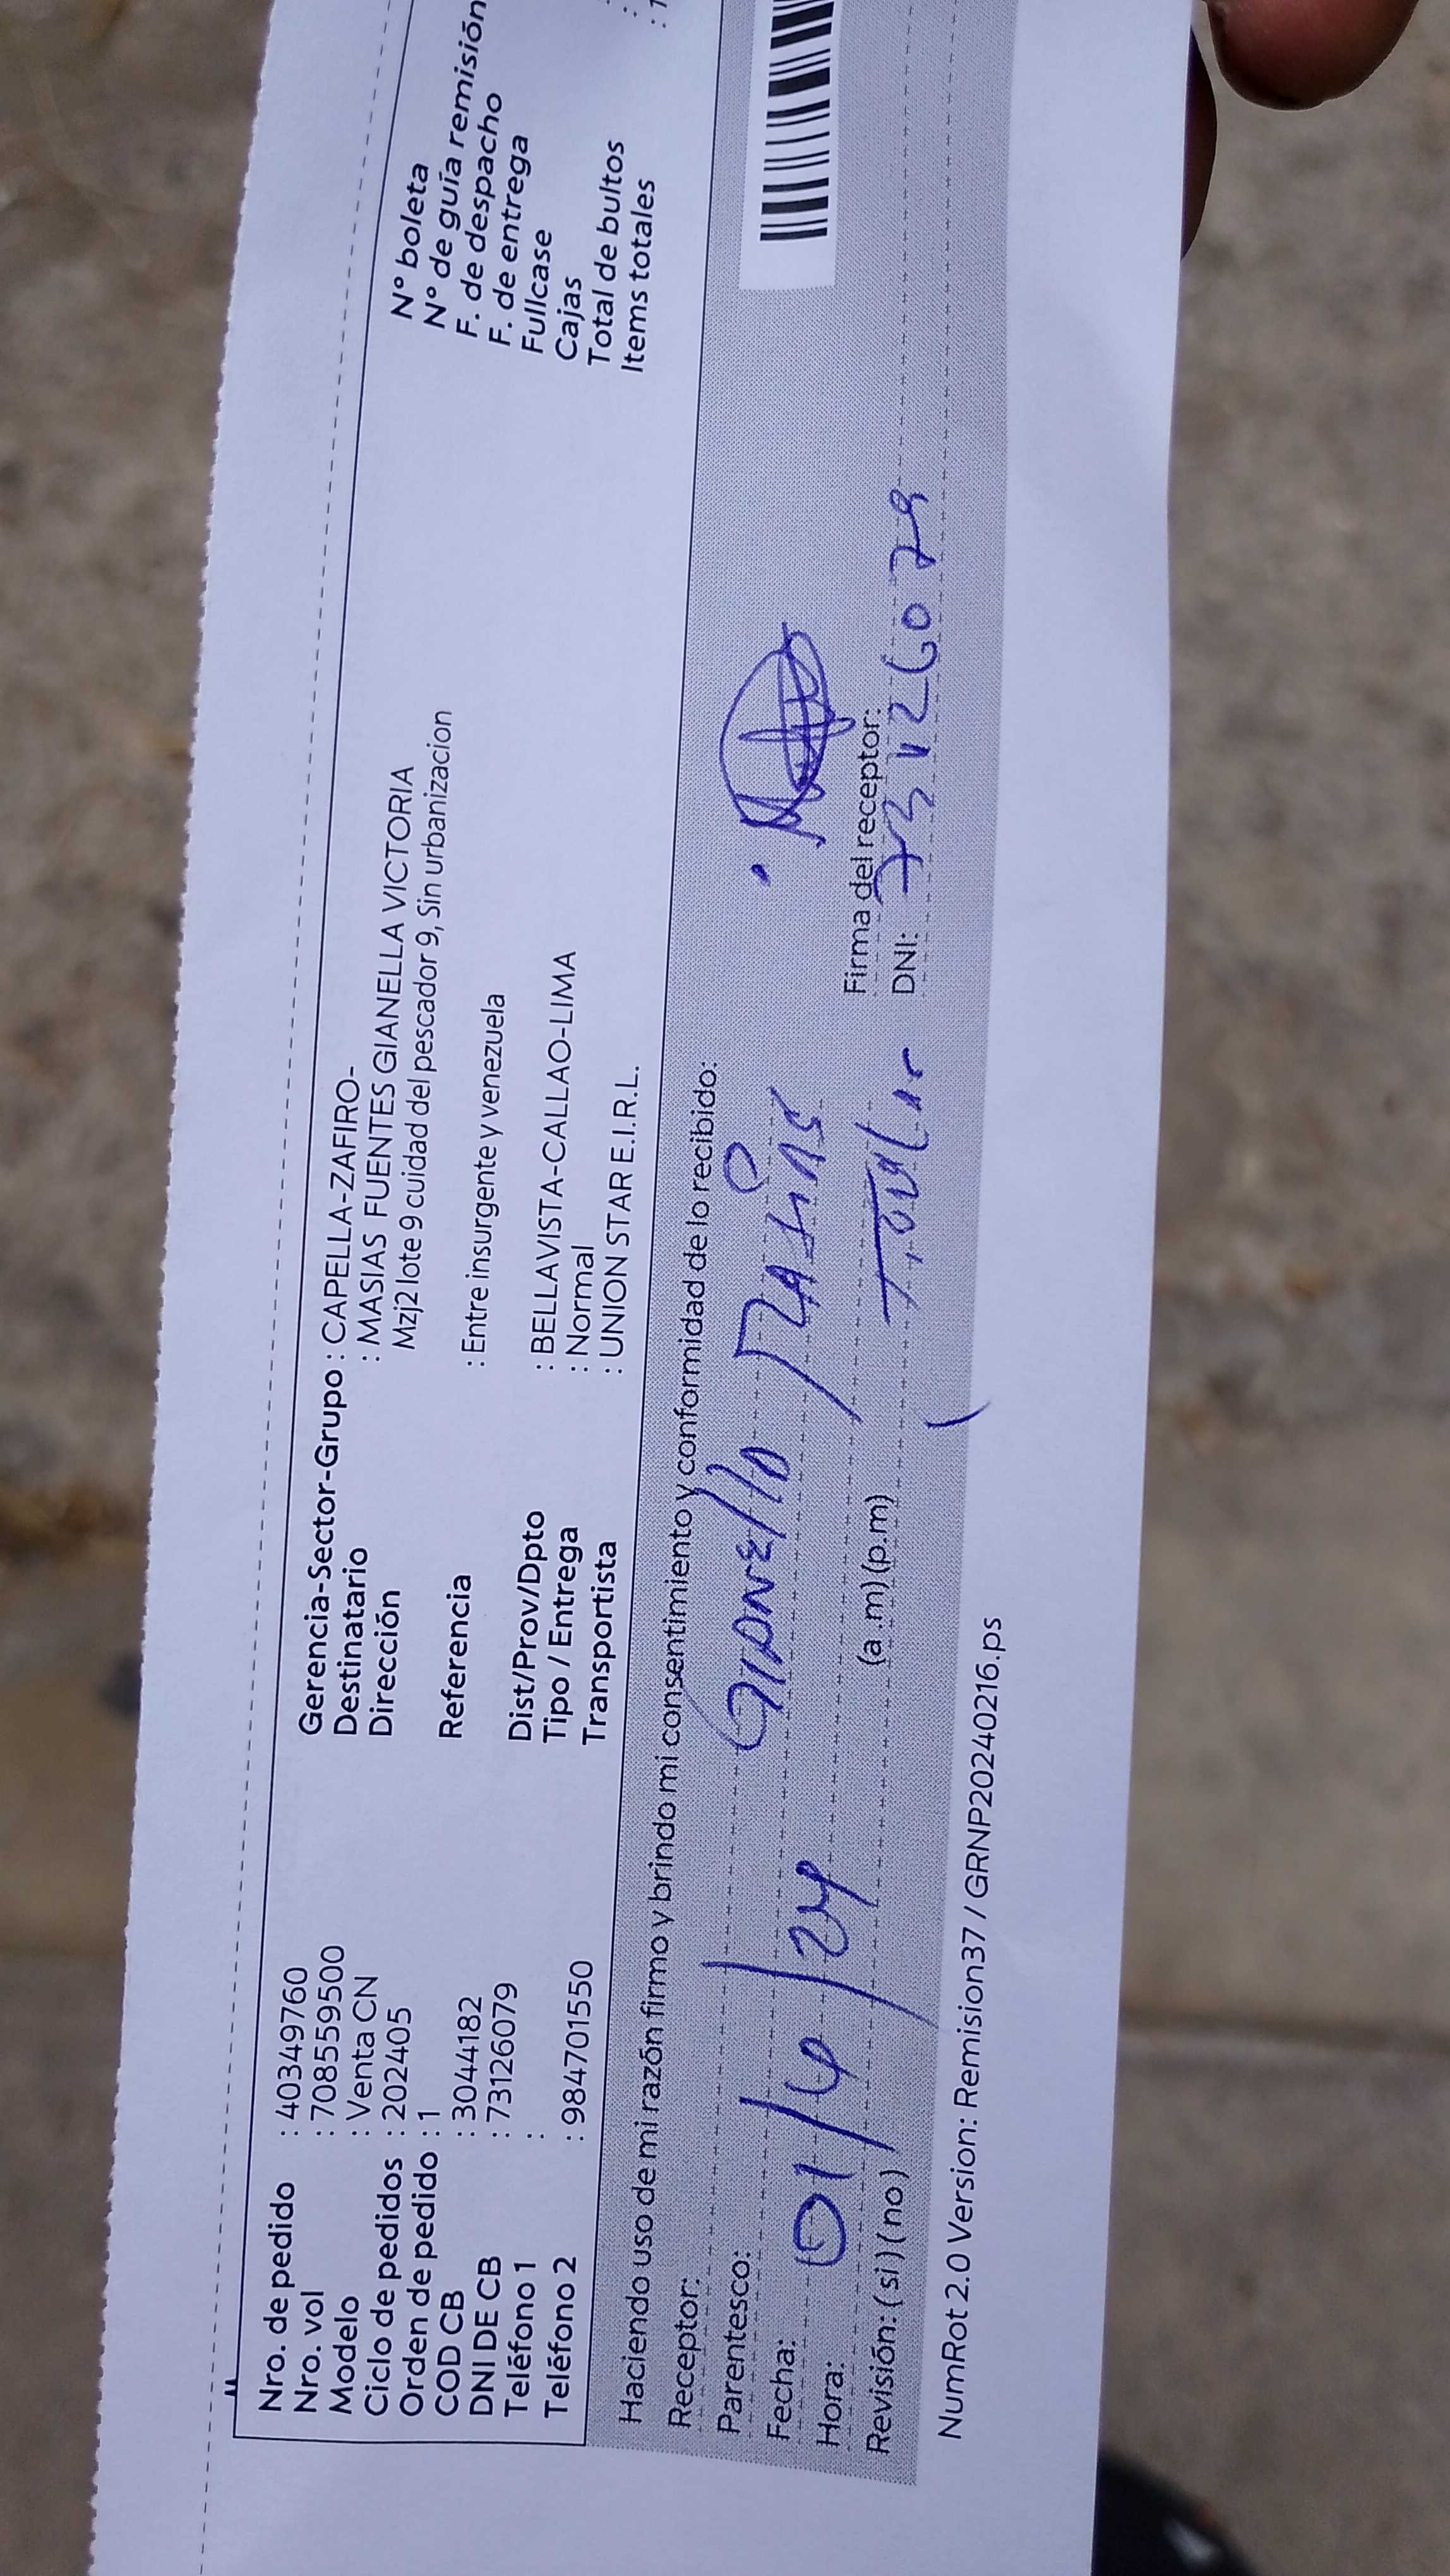 Nro. de pedido : 40349760
Nro. vol : 708559500
Modelo : Venta CN
Ciclo de pedidos : 202405
Orden de pedido : 1
COD CB : 3044182
DNI DE CB : 73126079
Teléfono 1 :
Teléfono 2 : 984701550
Gerencia-Sector-Grupo : CAPELLA-ZAFIRO-
Destinatario : MASIAS FUENTES GIANELLA VICTORIA
Dirección Mzj2 lote 9 cuidad del pescador 9, Sin urbanizacion
Referencia : Entre insurgente y venezuela
Dist/Prov/Dpto : BELLAVISTA-CALLAO-LIMA
Tipo / Entrega : Normal
Transportista : UNION STAR E.I.R.L.
N° boleta
N° de guía remisión
F. de despacho
F. de entrega
Fullcase
Cajas
Total de bultos :
Items totales : 1
Haciendo uso de mi razón firmo y brindo mi consentimiento y conformidad de lo recibido:
Receptor: Gianella Masias
Parentesco: Titular
Fecha: 01/4/24
Hora: (a .m) (p.m)
Revisión: (si) (no)
Firma del receptor:
DNI: 73126079
NumRot 2.0 Version: Remision37 / GRNP20240216.ps